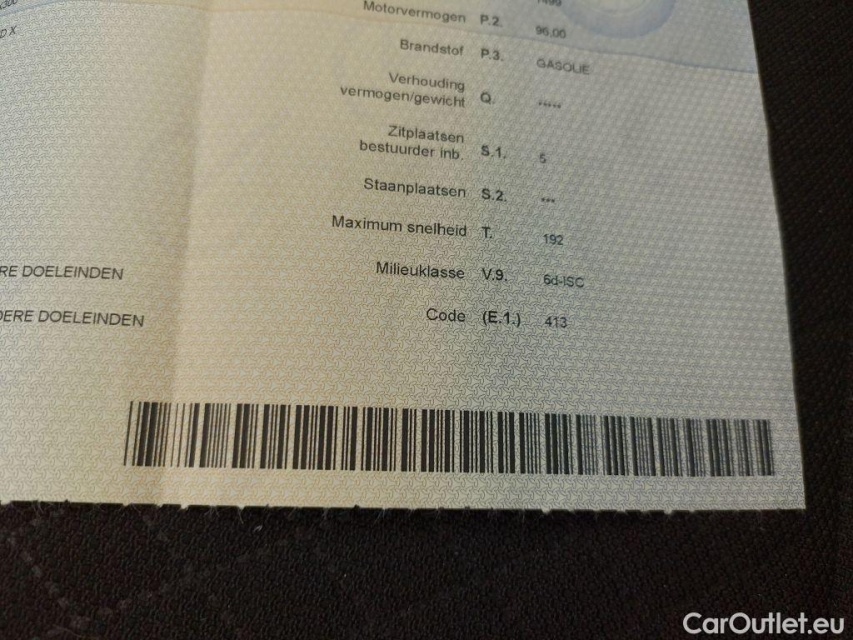 D X
Motorvermogen P.2. 96,00
Brandstof P.3. GASOLIE
Verhouding
vermogen/gewicht Q. *****
Zitplaatsen
bestuurder inb. S.1. 5
Staanplaatsen S.2. ***
Maximum snelheid T. 192
Milieuklasse V.9. 6d-ISC
RE DOELEINDEN
Code (E.1.) 413
DERE DOELEINDEN
CarOutlet.eu